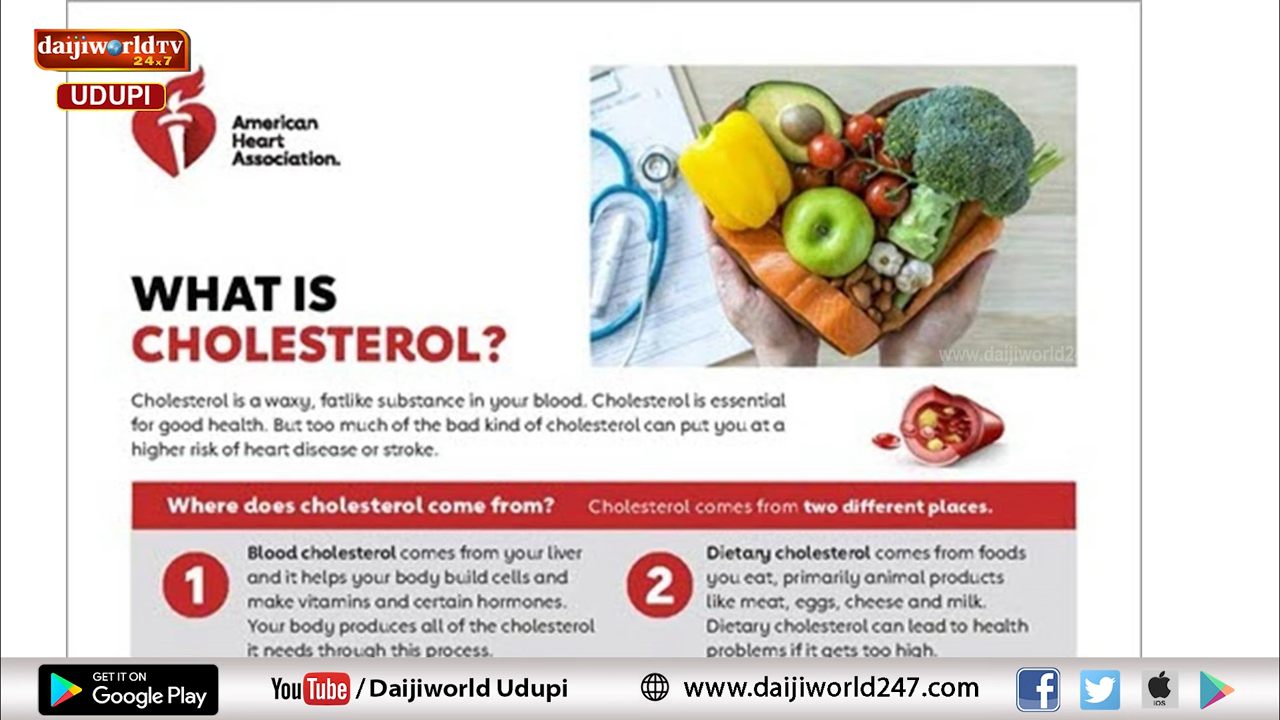 daijiworldTV
24x7
UDUPI
American
Heart
Association.
WHAT IS
CHOLESTEROL?
www.daijiworld24
Cholesterol is a waxy, fatlike substance in your blood. Cholesterol is essential
for good health. But too much of the bad kind of cholesterol can put you at a
higher risk of heart disease or stroke.
Where does cholesterol come from? Cholesterol comes from two different places.
1
Blood cholesterol comes from your liver
and it helps your body build cells and
make vitamins and certain hormones.
Your body produces all of the cholesterol
it needs through this process.
2
Dietary cholesterol comes from foods
you eat, primarily animal products
like meat, eggs, cheese and milk.
Dietary cholesterol can lead to health
problems if it gets too high.
GET IT ON
Google Play
YouTube / Daijiworld Udupi
www.daijiworld247.com
iOS